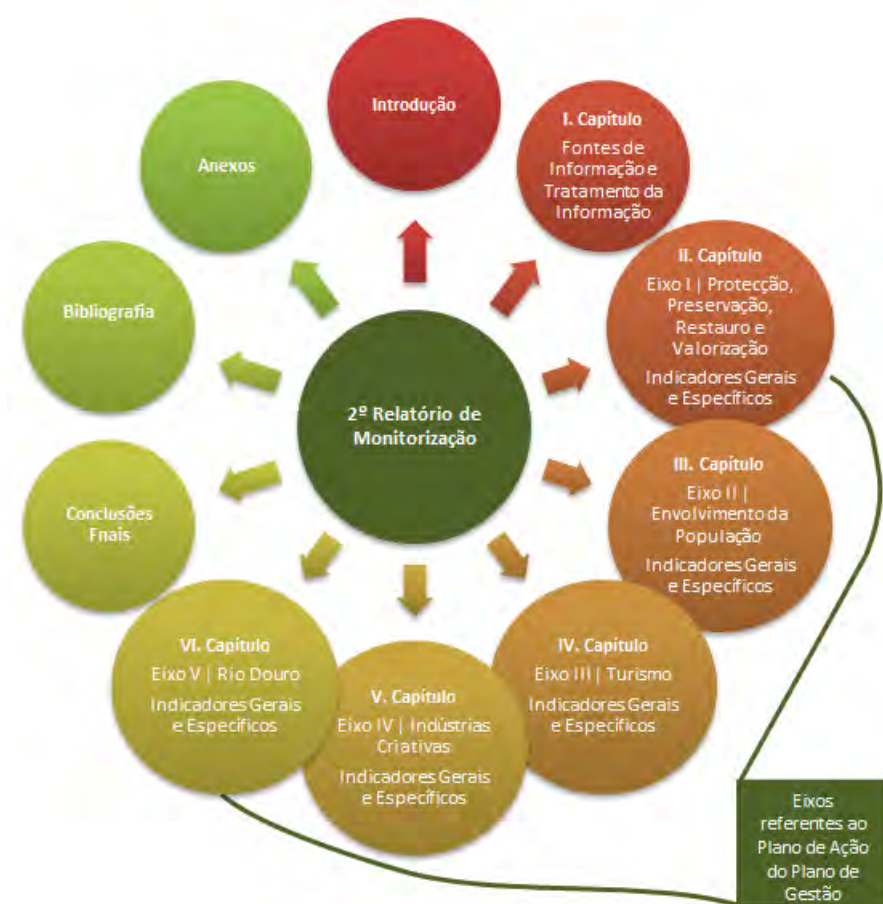 Introdução
I. Capítulo
Fontes de
Informação e
Tratamento da
Informação
II. Capítulo
Eixo I | Protecção,
Preservação,
Restauro e
Valorização
Indicadores Gerais
e Específicos
III. Capítulo
Eixo II |
Envolvimento da
População
Indicadores Gerais
e Específicos
IV. Capítulo
Eixo III | Turismo
Indicadores Gerais
e Específicos
V. Capítulo
Eixo IV | Indústrias
Criativas
Indicadores Gerais
e Específicos
VI. Capítulo
Eixo V | Rio Douro
Indicadores Gerais
e Específicos
Conclusões
Fnais
Bibliografia
Anexos
2º Relatório de
Monitorização
Eixos
referentes ao
Plano de Ação
do Plano de
Gestão